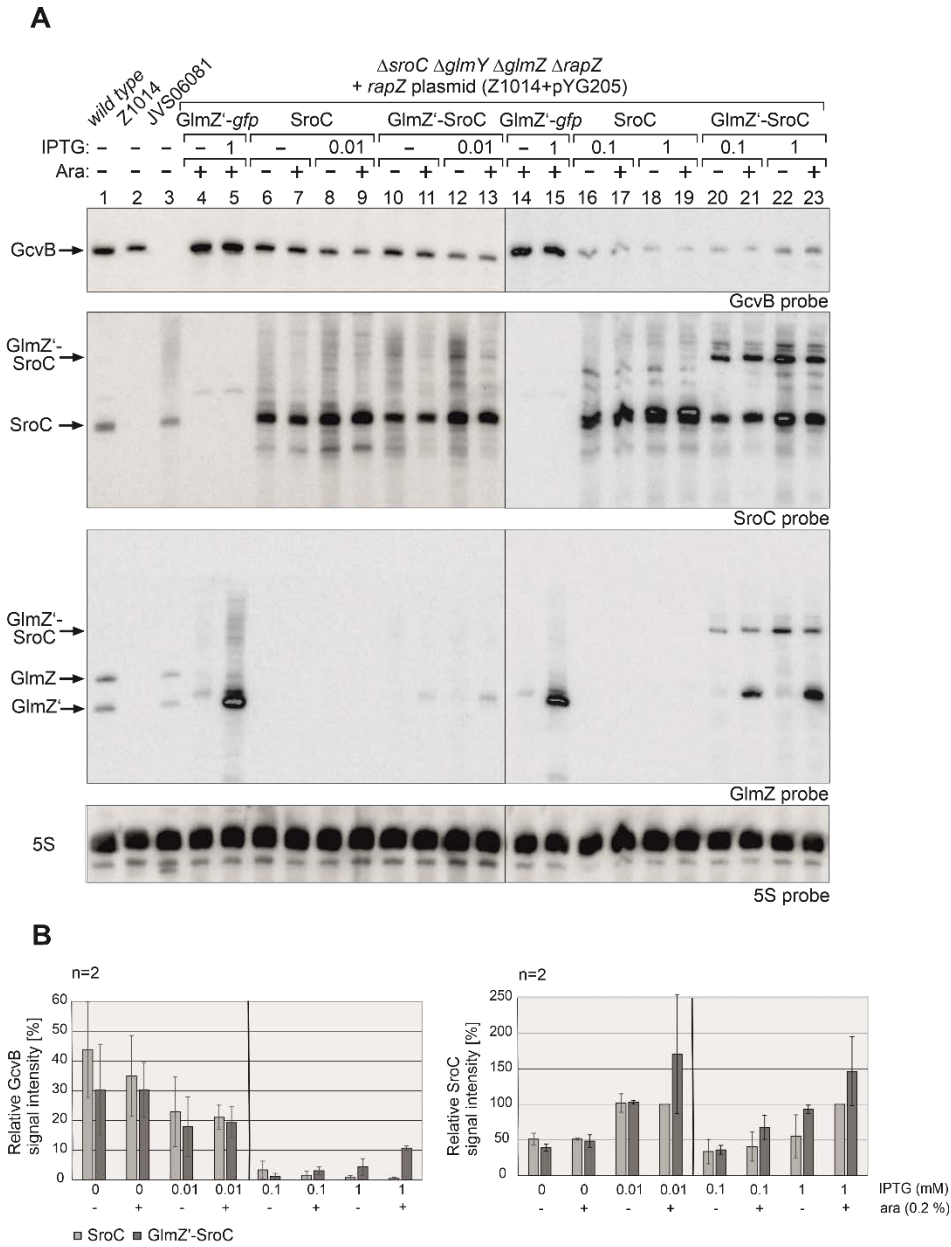 A
ΔsroC ΔglmY ΔglmZ ΔrapZ
+ rapZ plasmid (Z1014+pYG205)
wild type Z1014 JVS06081
GlmZ‘-gfp SroC GlmZ‘-SroC GlmZ‘-gfp SroC GlmZ‘-SroC
IPTG: – – – – 1 – 0.01 – 0.01 – 1 0.1 1 0.1 1
Ara: – – – + + – + – + – + – + + + – + – + – + – +
1 2 3 4 5 6 7 8 9 10 11 12 13 14 15 16 17 18 19 20 21 22 23
GcvB
GcvB probe
GlmZ‘-
SroC
SroC
SroC probe
GlmZ‘-
SroC
GlmZ
GlmZ‘
GlmZ probe
5S
5S probe
B
n=2
Relative GcvB
signal intensity [%]
60
50
40
30
20
10
0
0 0 0.01 0.01 0.1 0.1 1 1
- + - + - + - +
SroC GlmZ'-SroC
n=2
Relative SroC
signal intensity [%]
250
200
150
100
50
0
0 0 0.01 0.01 0.1 0.1 1 1 IPTG (mM)
- + - + - + - + ara (0.2 %)